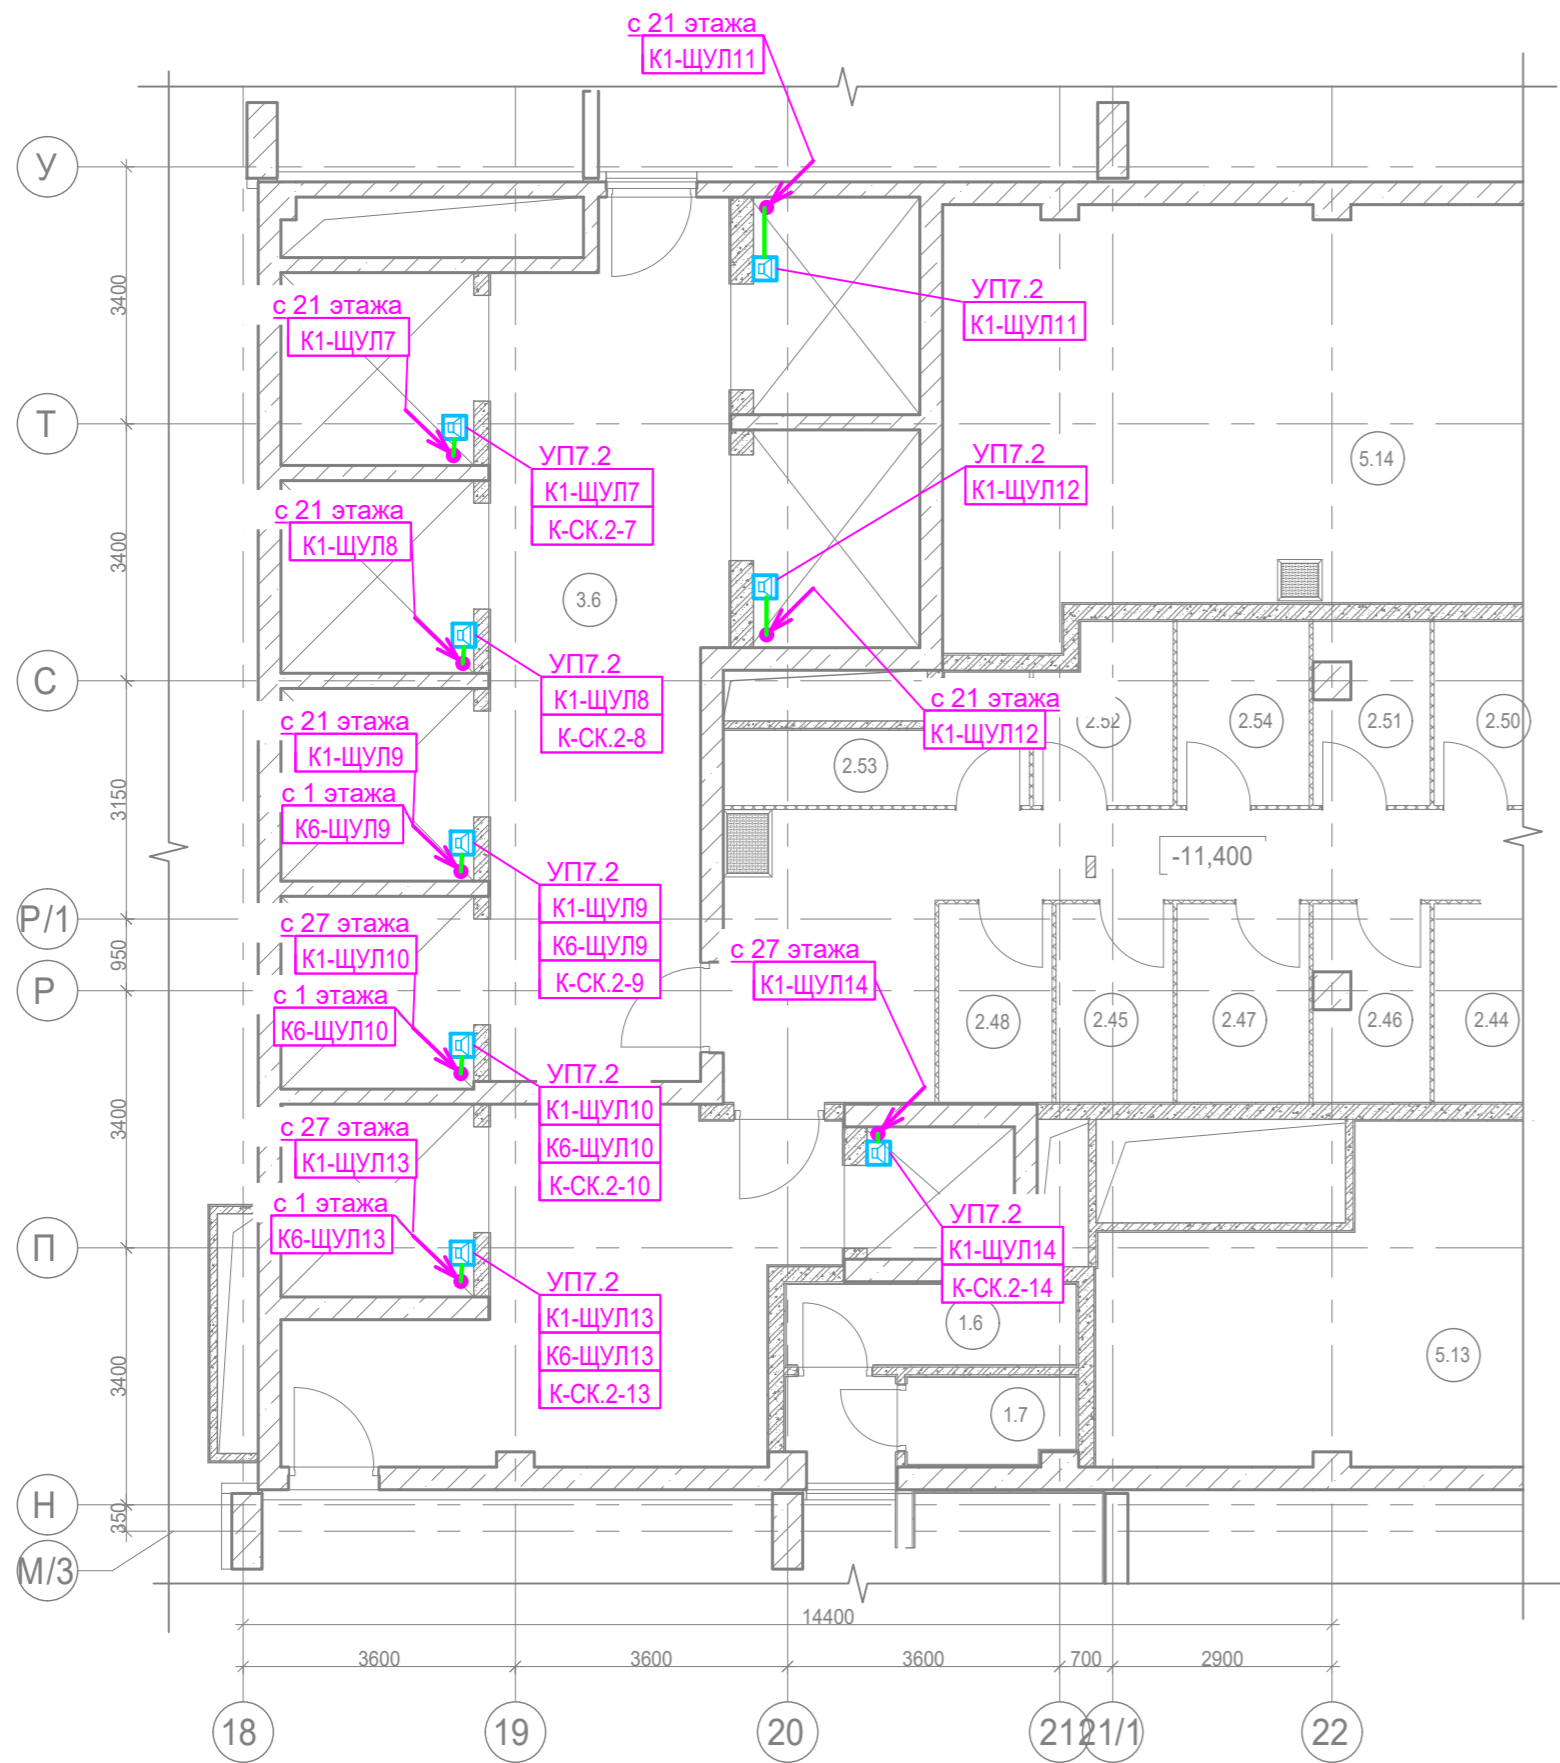 с 21 этажа
К1-ЩУЛ11
У
3400
УП7.2
К1-ЩУЛ11
с 21 этажа
К1-ЩУЛ7
Т
УП7.2
К1-ЩУЛ7
К-СК.2-7
УП7.2
К1-ЩУЛ12
5.14
с 21 этажа
К1-ЩУЛ8
3400
3.6
С
УП7.2
К1-ЩУЛ8
К-СК.2-8
с 21 этажа
К1-ЩУЛ12
с 21 этажа
К1-ЩУЛ9
2.53
2.52
2.54
2.51
2.50
3150
с 1 этажа
К6-ЩУЛ9
-11,400
УП7.2
К1-ЩУЛ9
К6-ЩУЛ9
К-СК.2-9
Р/1
950
Р
с 27 этажа
К1-ЩУЛ10
с 1 этажа
К6-ЩУЛ10
с 27 этажа
К1-ЩУЛ14
2.48
2.45
2.47
2.46
2.44
УП7.2
К1-ЩУЛ10
К6-ЩУЛ10
К-СК.2-10
3400
с 27 этажа
К1-ЩУЛ13
с 1 этажа
К6-ЩУЛ13
П
УП7.2
К1-ЩУЛ14
К-СК.2-14
УП7.2
К1-ЩУЛ13
К6-ЩУЛ13
К-СК.2-13
1.6
5.13
1.7
3400
Н
350
М/3
14400
3600
3600
3600
700
2900
18
19
20
21
21/1
22